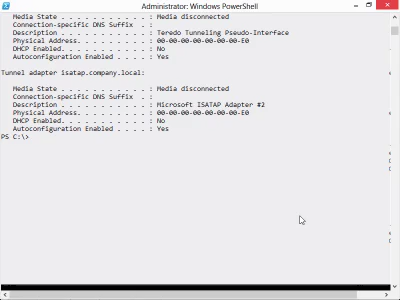 Administrator: Windows PowerShell
Media State . . . . . . . . . . . : Media disconnected
Connection-specific DNS Suffix  . :
Description . . . . . . . . . . . : Teredo Tunneling Pseudo-Interface
Physical Address. . . . . . . . . : 00-00-00-00-00-00-00-E0
DHCP Enabled. . . . . . . . . . . : No
Autoconfiguration Enabled . . . . : Yes
Tunnel adapter isatap.company.local:
Media State . . . . . . . . . . . : Media disconnected
Connection-specific DNS Suffix  . :
Description . . . . . . . . . . . : Microsoft ISATAP Adapter #2
Physical Address. . . . . . . . . : 00-00-00-00-00-00-00-E0
DHCP Enabled. . . . . . . . . . . : No
Autoconfiguration Enabled . . . . : Yes
PS C:\>